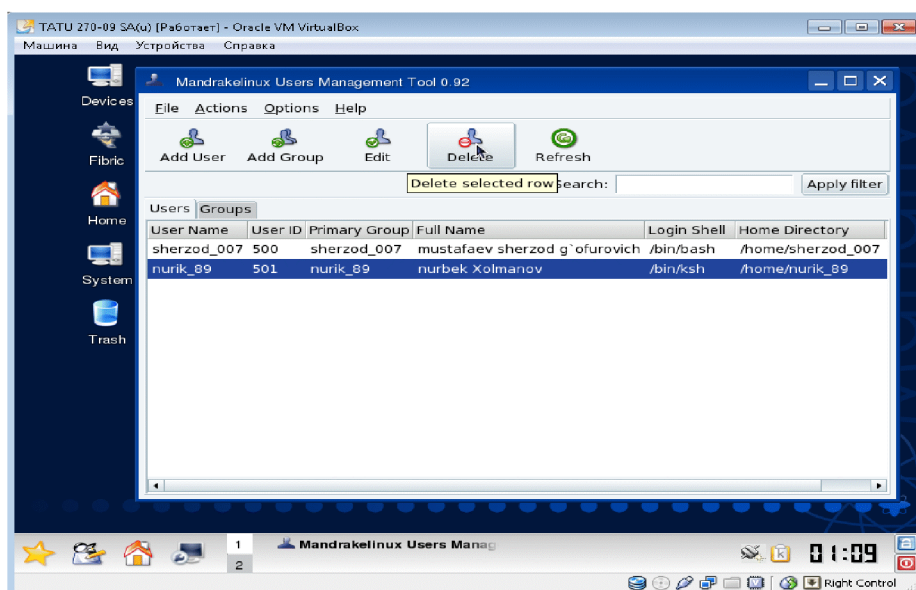 TATU 270-09 SA(u) [Работает] - Oracle VM VirtualBox
Машина Вид Устройства Справка
Devices
Fibric
Home
System
Trash
Mandrakelinux Users Management Tool 0.92
File Actions Options Help
Add User Add Group Edit Delete Refresh
Delete selected row Search: Apply filter
Users Groups
User Name User ID Primary Group Full Name Login Shell Home Directory
sherzod_007 500 sherzod_007 mustafaev sherzod g`ofurovich /bin/bash /home/sherzod_007
nurik_89 501 nurik_89 nurbek Xolmanov /bin/ksh /home/nurik_89
1
2
Mandrakelinux Users Manag
01:09
Right Control